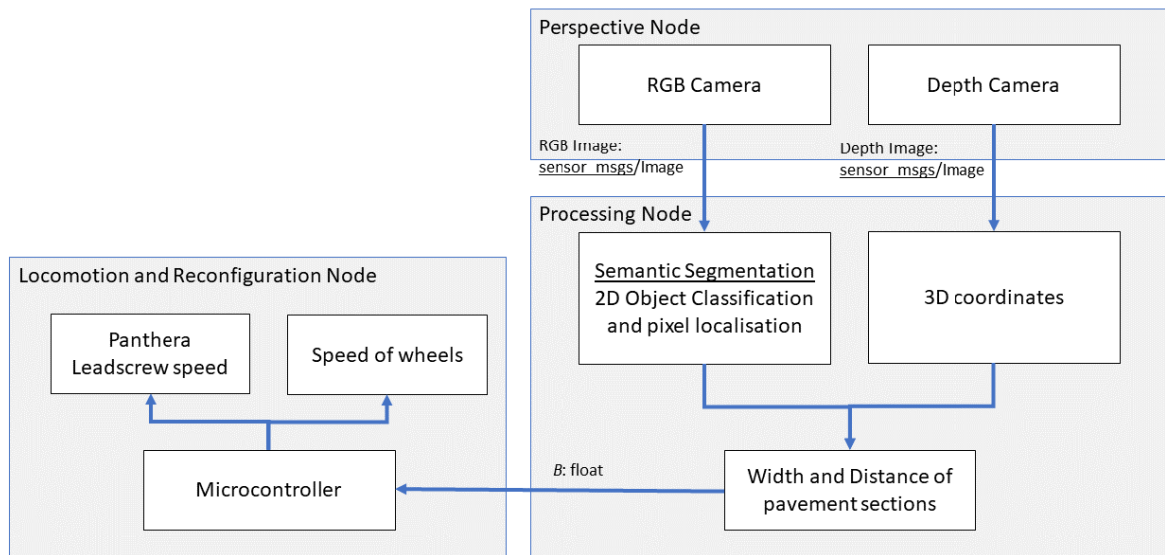 Perspective Node
RGB Camera
Depth Camera
RGB Image:
sensor_msgs/Image
Depth Image:
sensor_msgs/Image
Processing Node
Semantic Segmentation
2D Object Classification
and pixel localisation
3D coordinates
Width and Distance of
pavement sections
B: float
Locomotion and Reconfiguration Node
Panthera
Leadscrew speed
Speed of wheels
Microcontroller